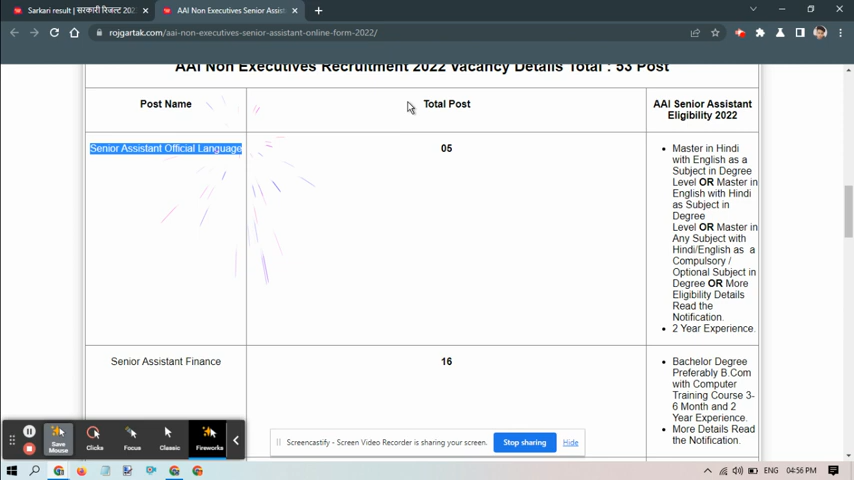 Sarkari result | सरकारी रिजल्ट 202
AAI Non Executives Senior Assist
rojgartak.com/aai-non-executives-senior-assistant-online-form-2022/
AAI Non Executives Recruitment 2022 Vacancy Details Total : 53 Post
Post Name
Total Post
AAI Senior Assistant
Eligibility 2022
Senior Assistant Official Language
05
Master in Hindi
with English as a
Subject in Degree
Level OR Master in
English with Hindi
as Subject in
Degree
Level OR Master in
Any Subject with
Hindi/English as a
Compulsory /
Optional Subject in
Degree OR More
Eligibility Details
Read the
Notification.
2 Year Experience.
Senior Assistant Finance
16
Bachelor Degree
Preferably B.Com
with Computer
Training Course 3-
6 Month and 2
Year Experience.
More Details Read
the Notification.
Save
Mouse
Clicks
Focus
Classic
Fireworks
Screencastify - Screen Video Recorder is sharing your screen.
Stop sharing
Hide
ENG
04:56 PM